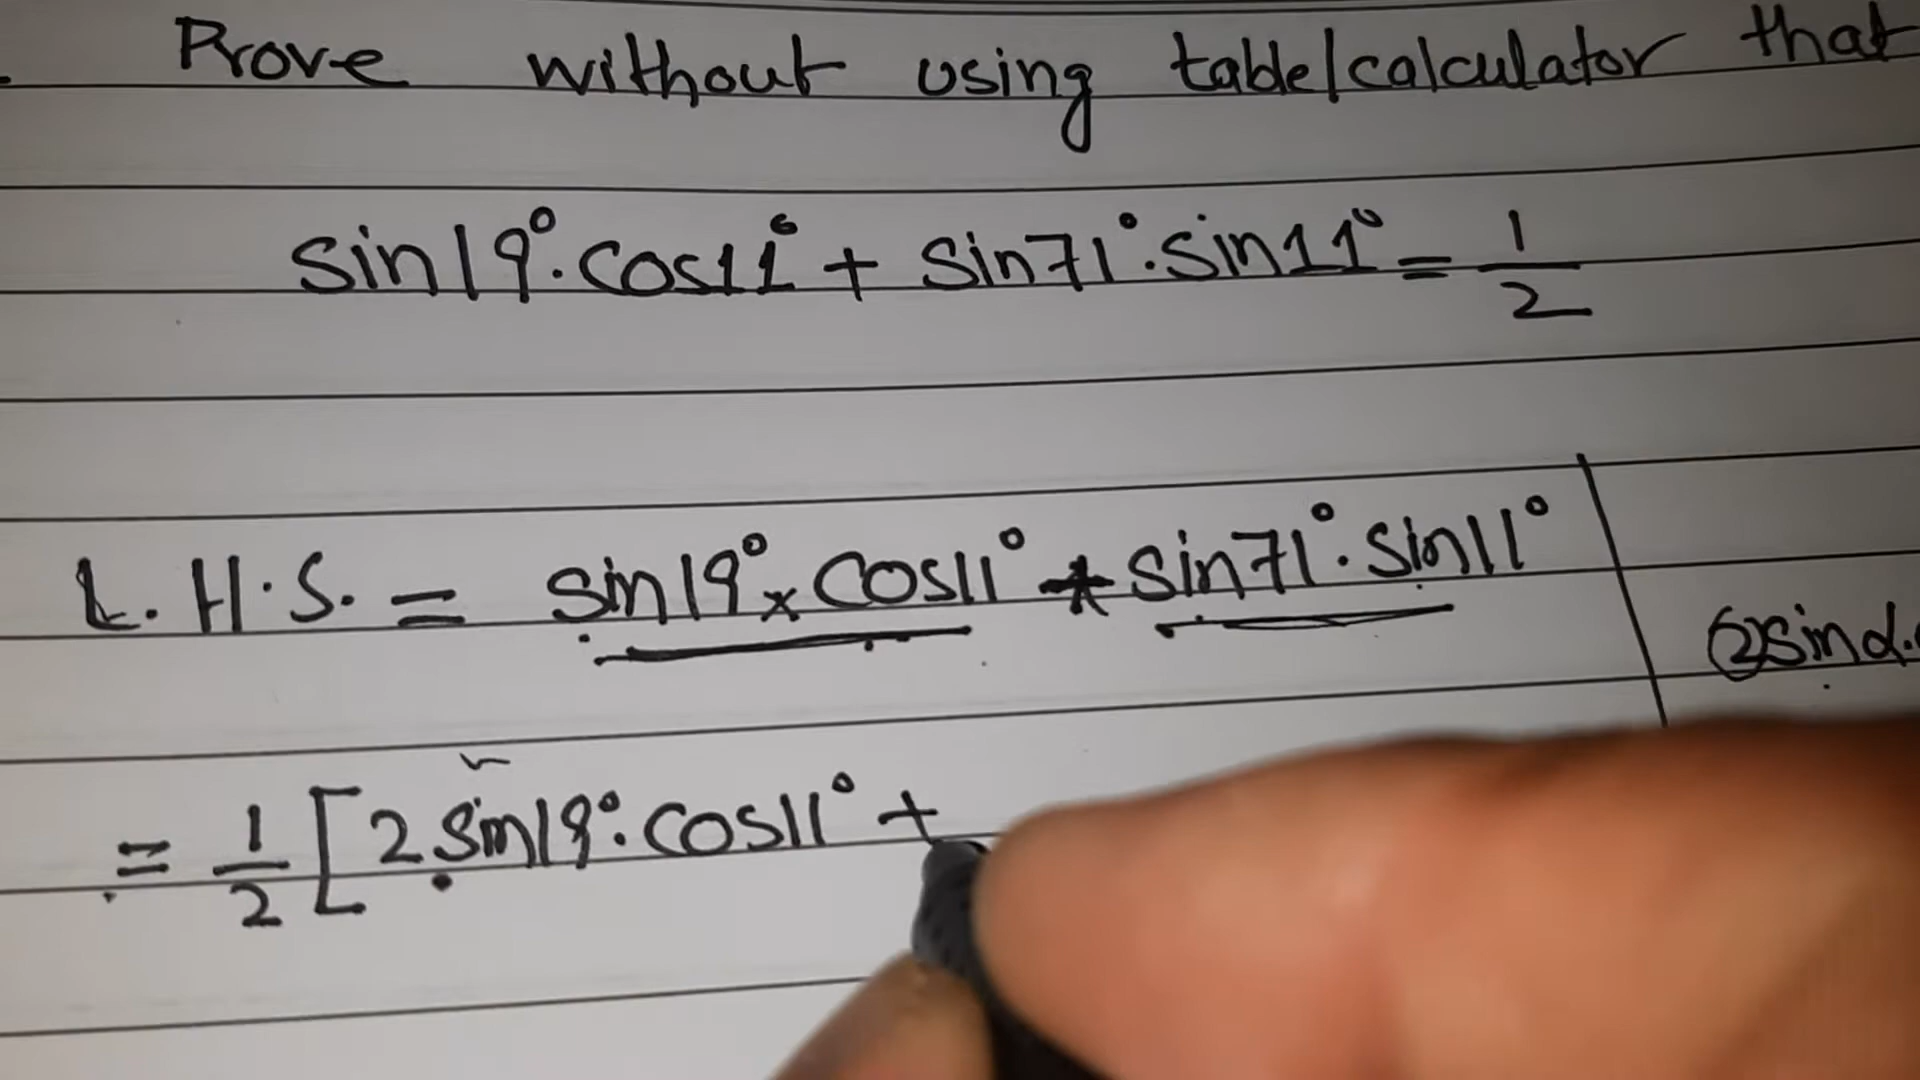 Prove without using table/calculator that
sin19°.cos11° + sin71°.sin11° = 1/2
L.H.S. = sin19° x cos11° + sin71°.sin11°
2sinα.
= 1/2 [2 sin19°.cos11° +